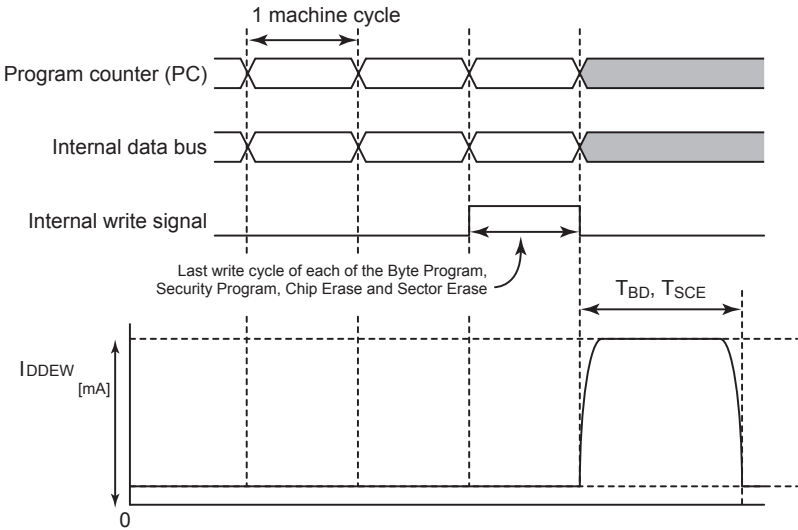 1 machine cycle
Program counter (PC)
Internal data bus
Internal write signal
Last write cycle of each of the Byte Program,
Security Program, Chip Erase and Sector Erase
TBD, TSCE
IDDEW
[mA]
0